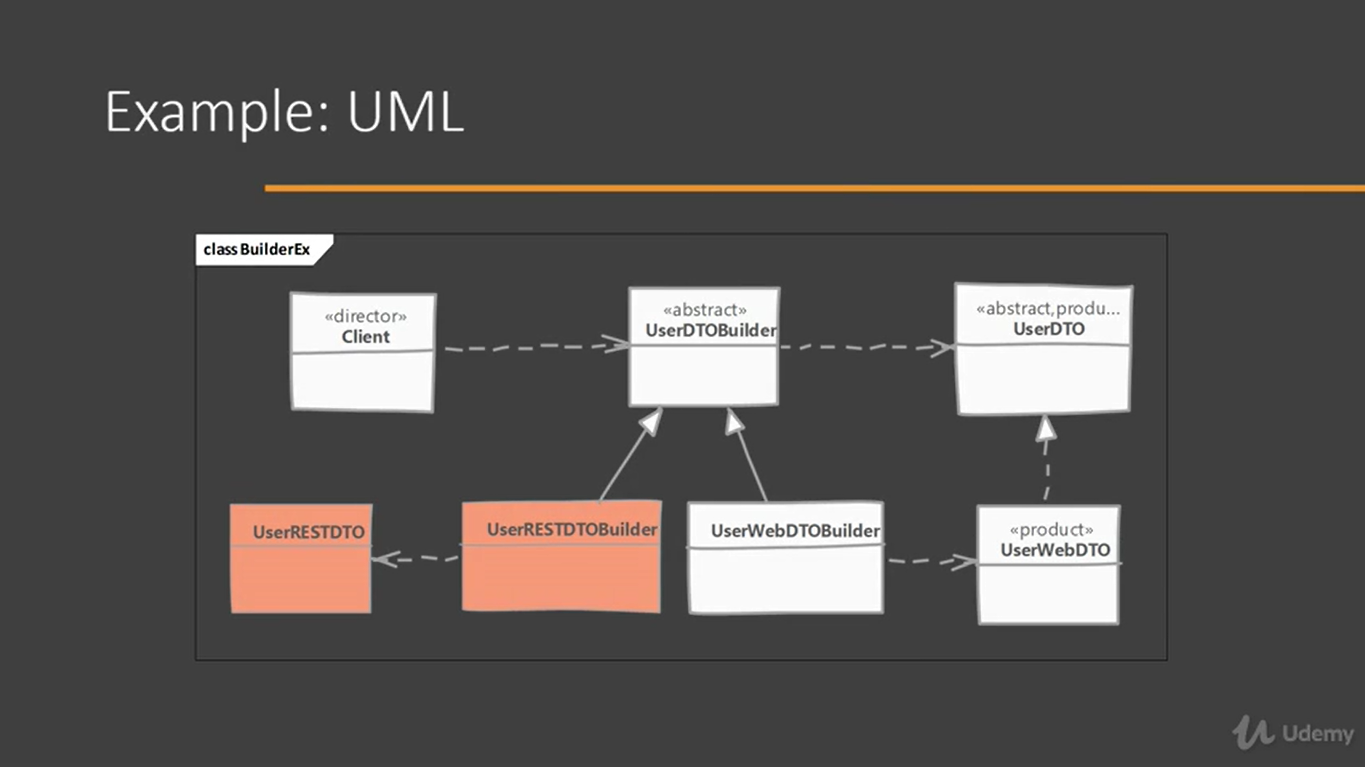 Example: UML
class BuilderEx
«director»
Client
«abstract»
UserDTOBuilder
«abstract,produ...
UserDTO
UserRESTDTO
UserRESTDTOBuilder
UserWebDTOBuilder
«product»
UserWebDTO
Udemy